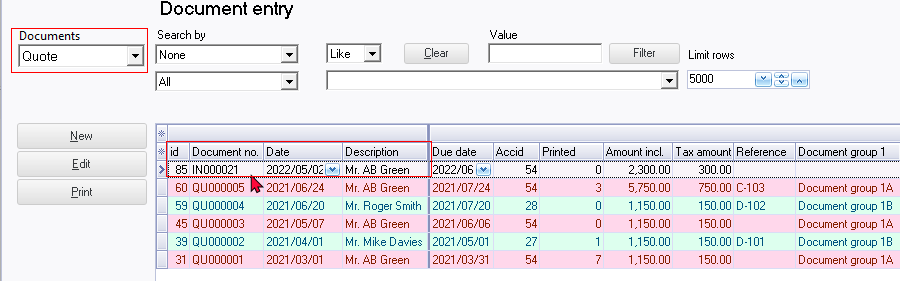 Document entry
Documents
Search by
Value
Quote
None
Like
Clear
Filter
Limit rows
All
5000
New
Edit
Print
id Document no. Date Description Due date Accid Printed Amount incl. Tax amount Reference Document group 1
85 IN000021 2022/05/02 Mr. AB Green 2022/06 54 0 2,300.00 300.00
60 QU000005 2021/06/24 Mr. AB Green 2021/07/24 54 3 5,750.00 750.00 C-103 Document group 1A
59 QU000004 2021/06/20 Mr. Roger Smith 2021/07/20 28 0 1,150.00 150.00 D-102 Document group 1B
45 QU000003 2021/05/07 Mr. AB Green 2021/06/06 54 0 1,150.00 150.00 Document group 1A
39 QU000002 2021/04/01 Mr. Mike Davies 2021/05/01 27 1 1,150.00 150.00 D-101 Document group 1B
31 QU000001 2021/03/01 Mr. AB Green 2021/03/31 54 7 1,150.00 150.00 Document group 1A